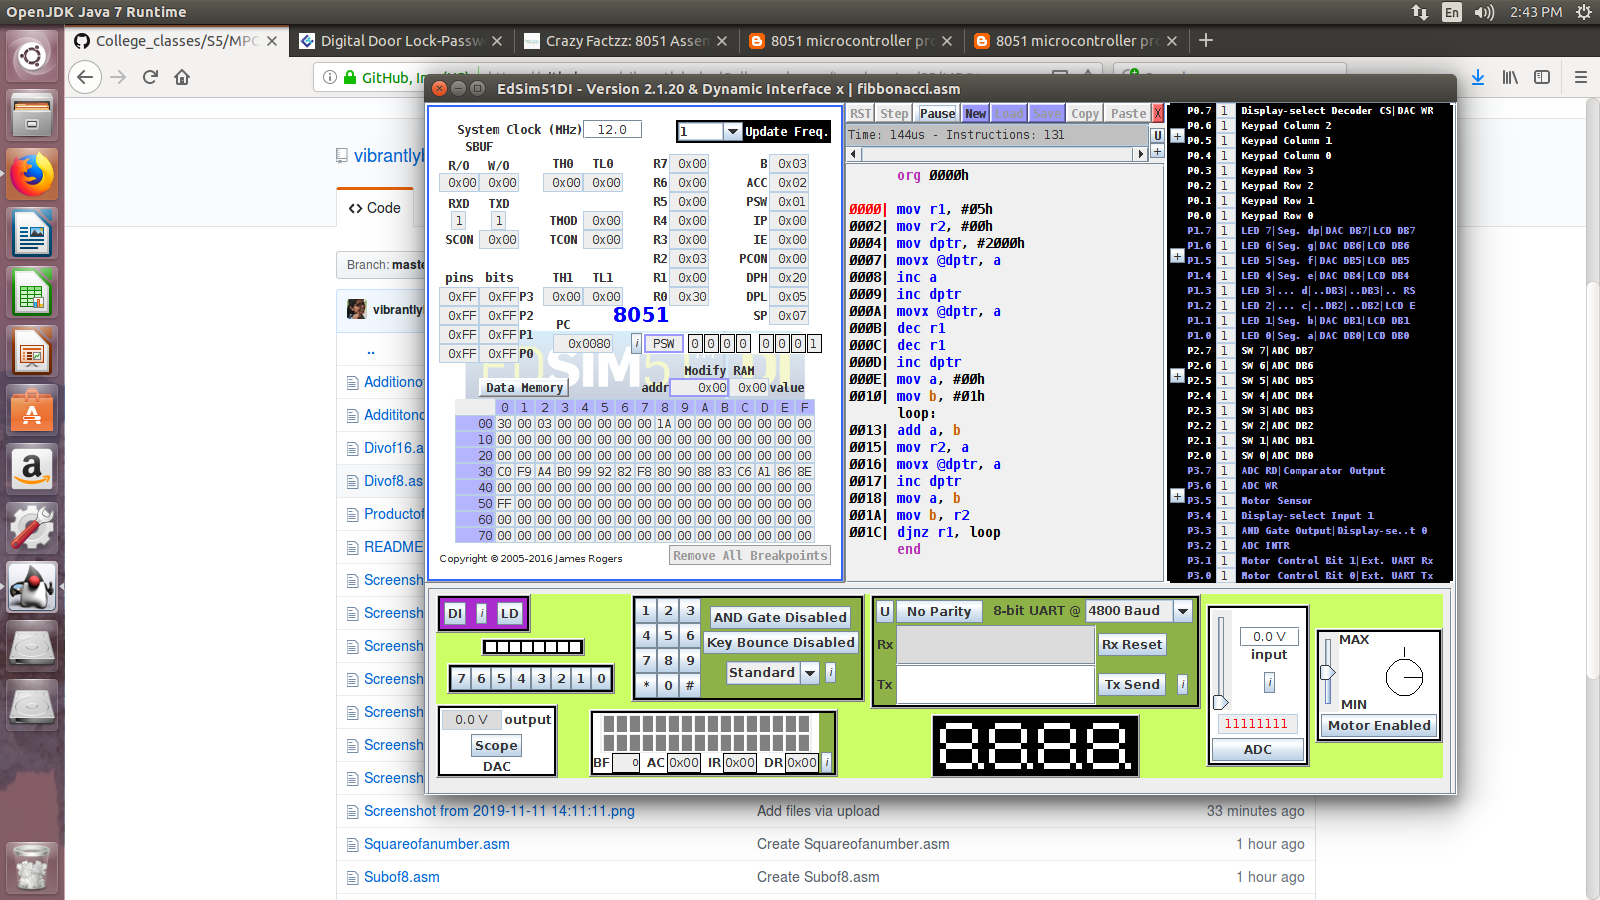 OpenJDK Java 7 Runtime
En 2:43 PM
College_classes/S5/MPC
Digital Door Lock-Passw
Crazy Factzz: 8051 Assem
8051 microcontroller pro
8051 microcontroller pro
GitHub, In
EdSim51DI - Version 2.1.20 & Dynamic Interface x | fibbonacci.asm
vibrantlyb
Code
Branch: maste
vibrantly
..
Additiono
Addititono
Divof16.a
Divof8.as
Productof
README
Screensh
Screensh
Screensh
Screensh
Screensh
Screensh
Screensh
Screenshot from 2019-11-11 14:11:11.png Add files via upload 33 minutes ago
Squareofanumber.asm Create Squareofanumber.asm 1 hour ago
Subof8.asm Create Subof8.asm 1 hour ago
System Clock (MHz) 12.0 1 Update Freq.
SBUF
R/O W/O TH0 TL0 R7 0x00 B 0x03
0x00 0x00 0x00 0x00 R6 0x00 ACC 0x02
RXD TXD R5 0x00 PSW 0x01
1 1 TMOD 0x00 R4 0x00 IP 0x00
SCON 0x00 TCON 0x00 R3 0x00 IE 0x00
R2 0x03 PCON 0x00
pins bits TH1 TL1 R1 0x00 DPH 0x20
0xFF 0xFF P3 0x00 0x00 R0 0x30 DPL 0x05
0xFF 0xFF P2 8051 SP 0x07
0xFF 0xFF P1 PC
0xFF 0xFF P0 0x0080 i PSW 0 0 0 0 0 0 0 1
EDSIM51DI
Modify RAM
Data Memory addr 0x00 0x00 value
0 1 2 3 4 5 6 7 8 9 A B C D E F
00 30 00 03 00 00 00 00 00 1A 00 00 00 00 00 00 00
10 00 00 00 00 00 00 00 00 00 00 00 00 00 00 00 00
20 00 00 00 00 00 00 00 00 00 00 00 00 00 00 00 00
30 C0 F9 A4 B0 99 92 82 F8 80 90 88 83 C6 A1 86 8E
40 00 00 00 00 00 00 00 00 00 00 00 00 00 00 00 00
50 FF 00 00 00 00 00 00 00 00 00 00 00 00 00 00 00
60 00 00 00 00 00 00 00 00 00 00 00 00 00 00 00 00
70 00 00 00 00 00 00 00 00 00 00 00 00 00 00 00 00
Copyright © 2005-2016 James Rogers Remove All Breakpoints
RST Step Pause New Load Save Copy Paste X
Time: 144us - Instructions: 131 U
org 0000h
0000| mov r1, #05h
0002| mov r2, #00h
0004| mov dptr, #2000h
0007| movx @dptr, a
0008| inc a
0009| inc dptr
000A| movx @dptr, a
000B| dec r1
000C| dec r1
000D| inc dptr
000E| mov a, #00h
0010| mov b, #01h
loop:
0013| add a, b
0015| mov r2, a
0016| movx @dptr, a
0017| inc dptr
0018| mov a, b
001A| mov b, r2
001C| djnz r1, loop
end
P0.7 1 Display-select Decoder CS|DAC WR
P0.6 1 Keypad Column 2
P0.5 1 Keypad Column 1
P0.4 1 Keypad Column 0
P0.3 1 Keypad Row 3
P0.2 1 Keypad Row 2
P0.1 1 Keypad Row 1
P0.0 1 Keypad Row 0
P1.7 1 LED 7|Seg. dp|DAC DB7|LCD DB7
P1.6 1 LED 6|Seg. g|DAC DB6|LCD DB6
P1.5 1 LED 5|Seg. f|DAC DB5|LCD DB5
P1.4 1 LED 4|Seg. e|DAC DB4|LCD DB4
P1.3 1 LED 3|... d|..DB3|..DB3|.. RS
P1.2 1 LED 2|... c|..DB2|..DB2|LCD E
P1.1 1 LED 1|Seg. b|DAC DB1|LCD DB1
P1.0 1 LED 0|Seg. a|DAC DB0|LCD DB0
P2.7 1 SW 7|ADC DB7
P2.6 1 SW 6|ADC DB6
P2.5 1 SW 5|ADC DB5
P2.4 1 SW 4|ADC DB4
P2.3 1 SW 3|ADC DB3
P2.2 1 SW 2|ADC DB2
P2.1 1 SW 1|ADC DB1
P2.0 1 SW 0|ADC DB0
P3.7 1 ADC RD|Comparator Output
P3.6 1 ADC WR
P3.5 1 Motor Sensor
P3.4 1 Display-select Input 1
P3.3 1 AND Gate Output|Display-se..t 0
P3.2 1 ADC INTR
P3.1 1 Motor Control Bit 1|Ext. UART Rx
P3.0 1 Motor Control Bit 0|Ext. UART Tx
DI i LD
7 6 5 4 3 2 1 0
0.0 V output
Scope
DAC
1 2 3
4 5 6
7 8 9
* 0 #
AND Gate Disabled
Key Bounce Disabled
Standard i
BF 0 AC 0x00 IR 0x00 DR 0x00 i
U No Parity 8-bit UART @ 4800 Baud
Rx Rx Reset
Tx Tx Send i
8.8.8.8.
0.0 V
input
i
11111111
ADC
MAX
MIN
Motor Enabled